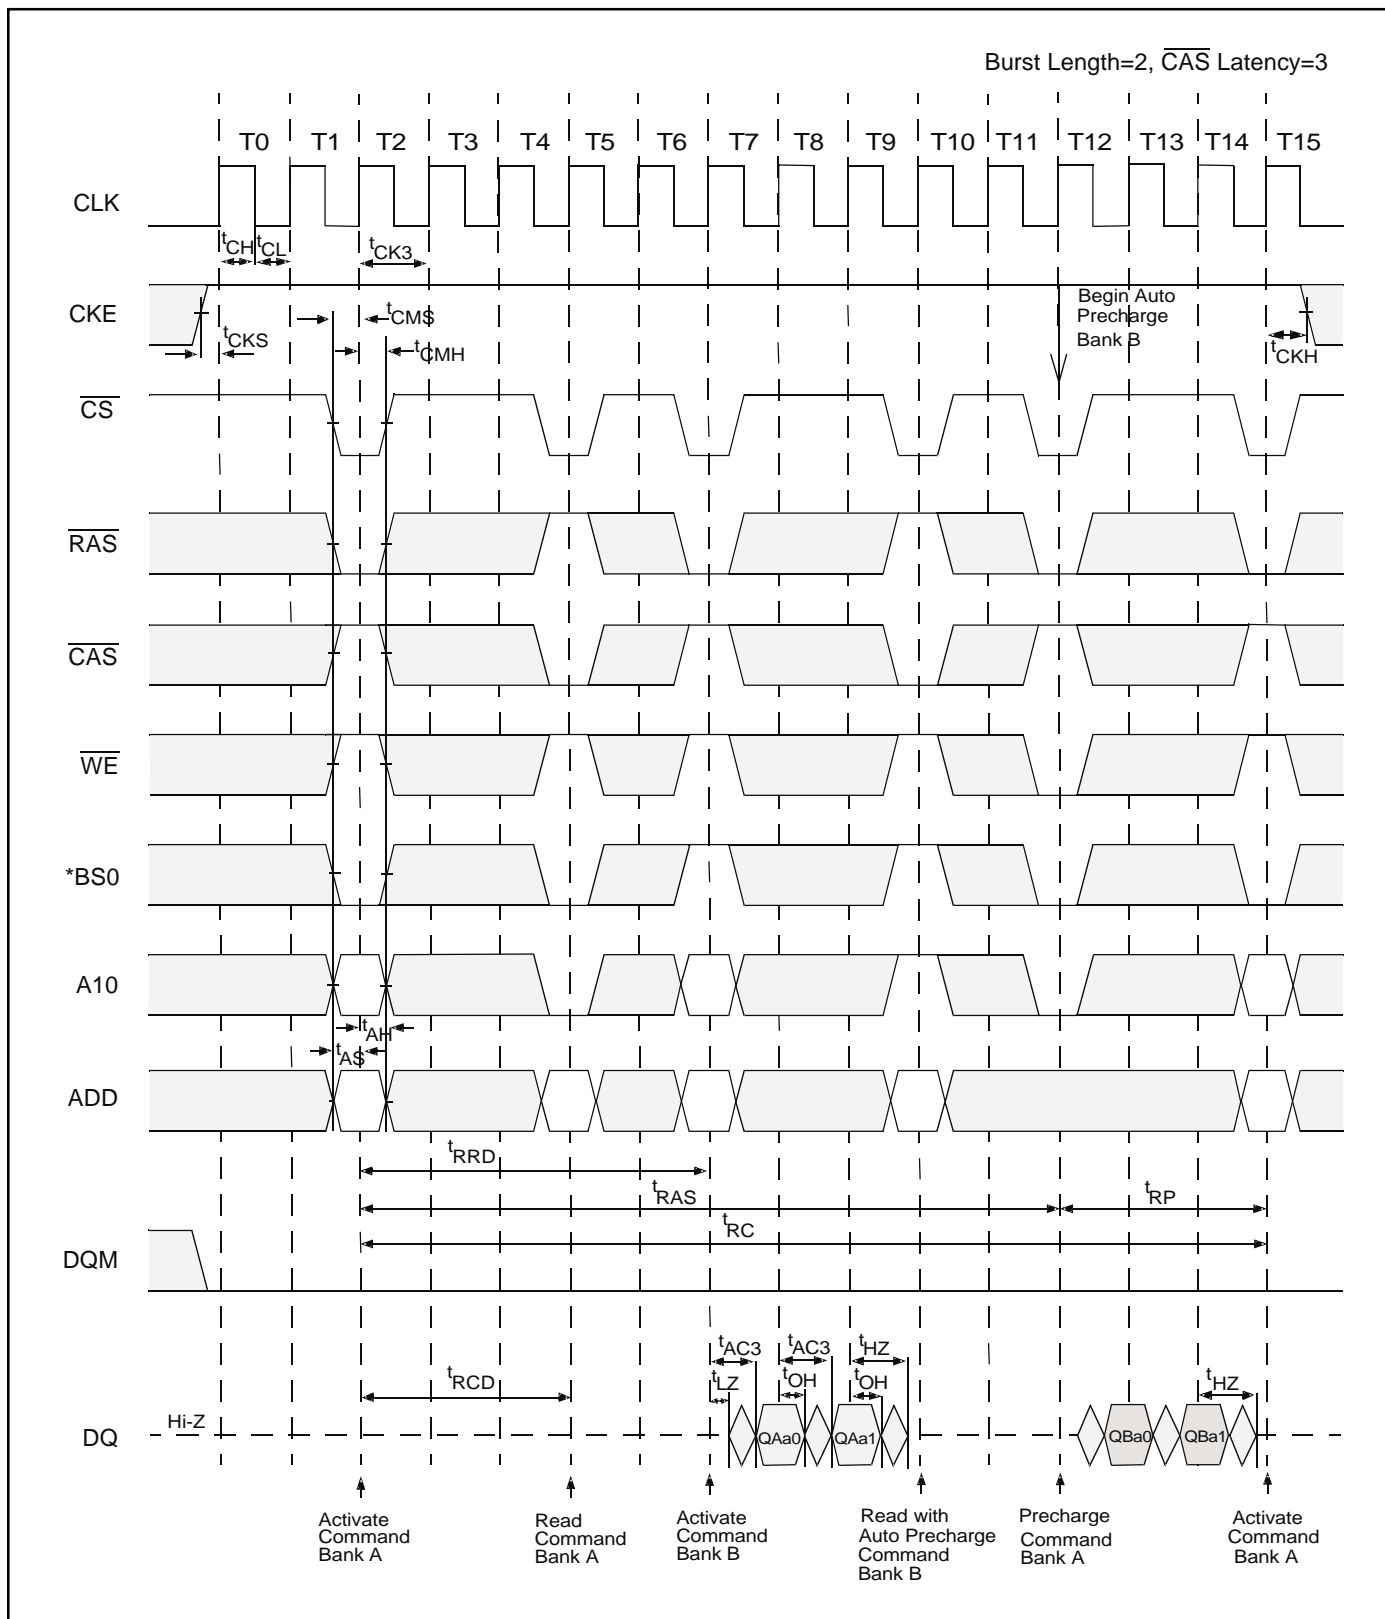 Burst Length=2, CAS Latency=3
T0 T1 T2 T3 T4 T5 T6 T7 T8 T9 T10 T11 T12 T13 T14 T15
CLK
tCH tCL tCK3
CKE
tCMS
Begin Auto
Precharge
Bank B
tCKS
tCMH
tCKH
CS
RAS
CAS
WE
*BS0
A10
tAH
tAS
ADD
tRRD
tRAS
tRP
tRC
DQM
tAC3 tAC3 tHZ
tRCD
tLZ tOH tOH tHZ
Hi-Z
DQ
QAa0 QAa1 QBa0 QBa1
Activate
Command
Bank A
Read
Command
Bank A
Activate
Command
Bank B
Read with
Auto Precharge
Command
Bank B
Precharge
Command
Bank A
Activate
Command
Bank A